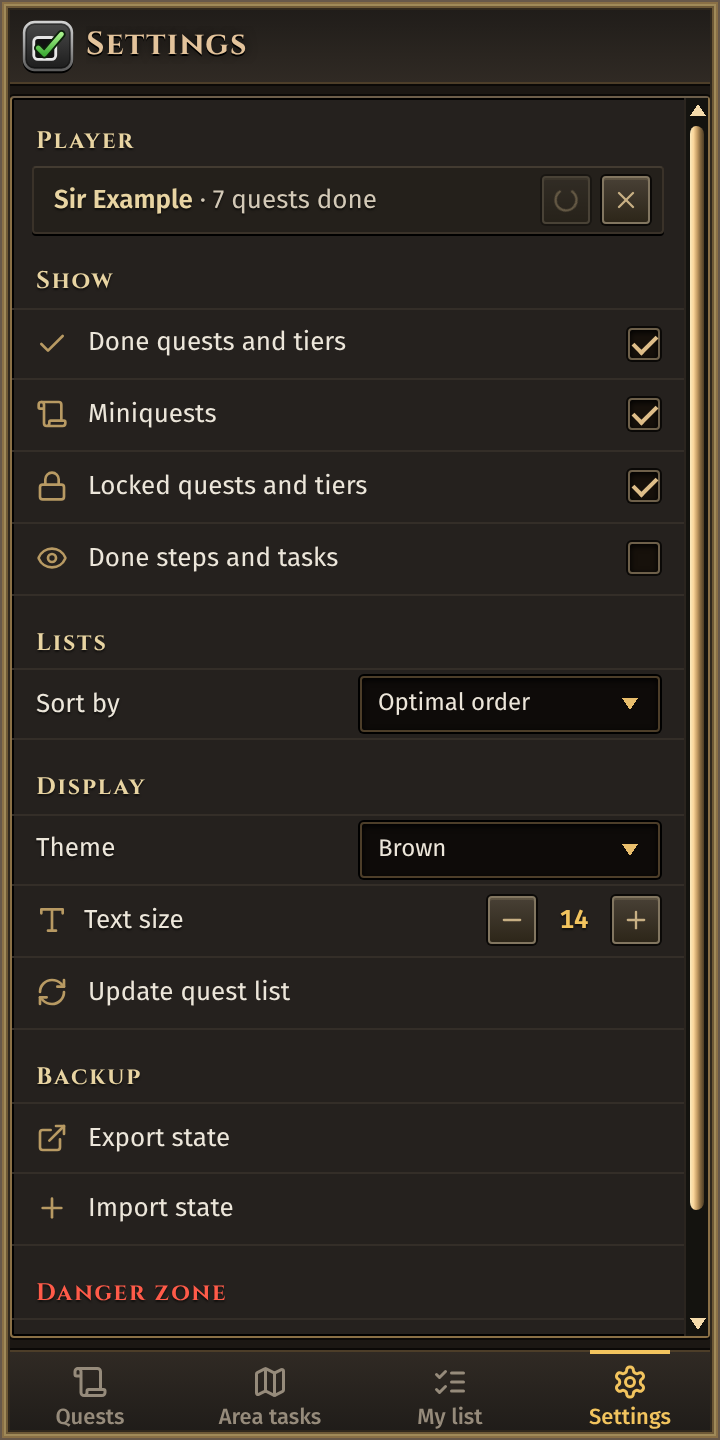 Settings
Player
Sir Example · 7 quests done
Show
Done quests and tiers
Miniquests
Locked quests and tiers
Done steps and tasks
Lists
Sort by Optimal order
Display
Theme Brown
Text size 14
Update quest list
Backup
Export state
Import state
Danger zone
Quests Area tasks My list Settings